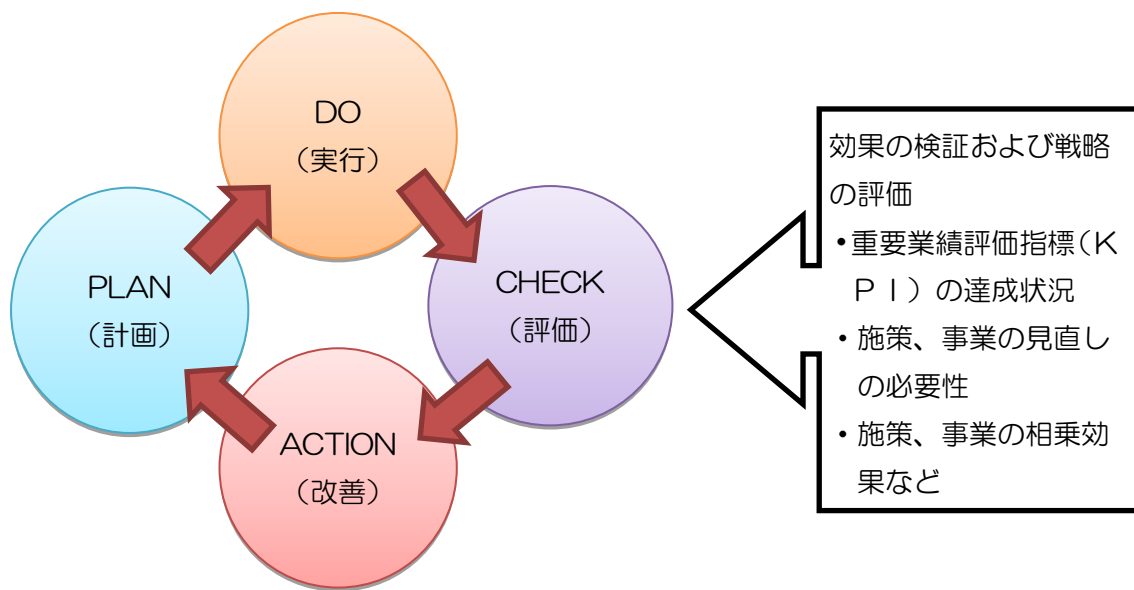 DO
（実行）
PLAN
（計画）
CHECK
（評価）
ACTION
（改善）
効果の検証および戦略
の評価
・重要業績評価指標（Ｋ
ＰＩ）の達成状況
・施策、事業の見直し
の必要性
・施策、事業の相乗効
果など